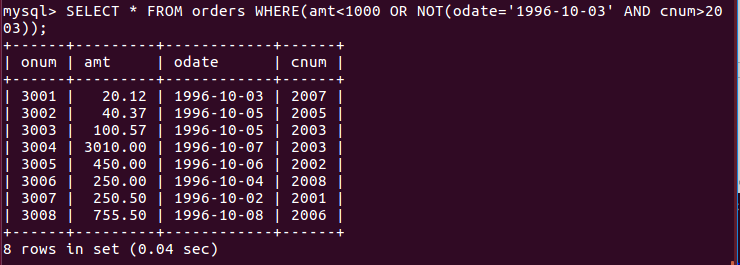 mysql> SELECT * FROM orders WHERE(amt<1000 OR NOT(odate='1996-10-03' AND cnum>20
03));
+------+---------+------------+------+
| onum | amt     | odate      | cnum |
+------+---------+------------+------+
| 3001 |   20.12 | 1996-10-03 | 2007 |
| 3002 |   40.37 | 1996-10-05 | 2005 |
| 3003 |  100.57 | 1996-10-05 | 2003 |
| 3004 | 3010.00 | 1996-10-07 | 2003 |
| 3005 |  450.00 | 1996-10-06 | 2002 |
| 3006 |  250.00 | 1996-10-04 | 2008 |
| 3007 |  250.50 | 1996-10-02 | 2001 |
| 3008 |  755.50 | 1996-10-08 | 2006 |
+------+---------+------------+------+
8 rows in set (0.04 sec)